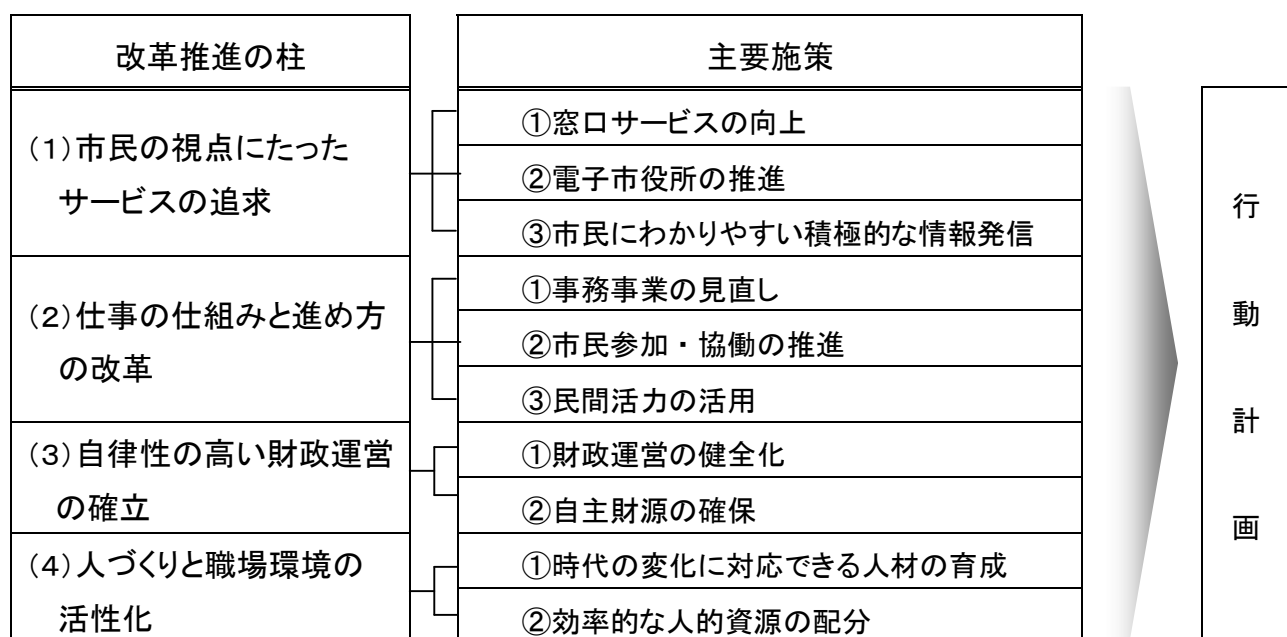 改革推進の柱
主要施策
(1)市民の視点にたった
サービスの追求
①窓口サービスの向上
②電子市役所の推進
③市民にわかりやすい積極的な情報発信
(2)仕事の仕組みと進め方
の改革
①事務事業の見直し
②市民参加・協働の推進
③民間活力の活用
(3)自律性の高い財政運営
の確立
①財政運営の健全化
②自主財源の確保
(4)人づくりと職場環境の
活性化
①時代の変化に対応できる人材の育成
②効率的な人的資源の配分
行動計画